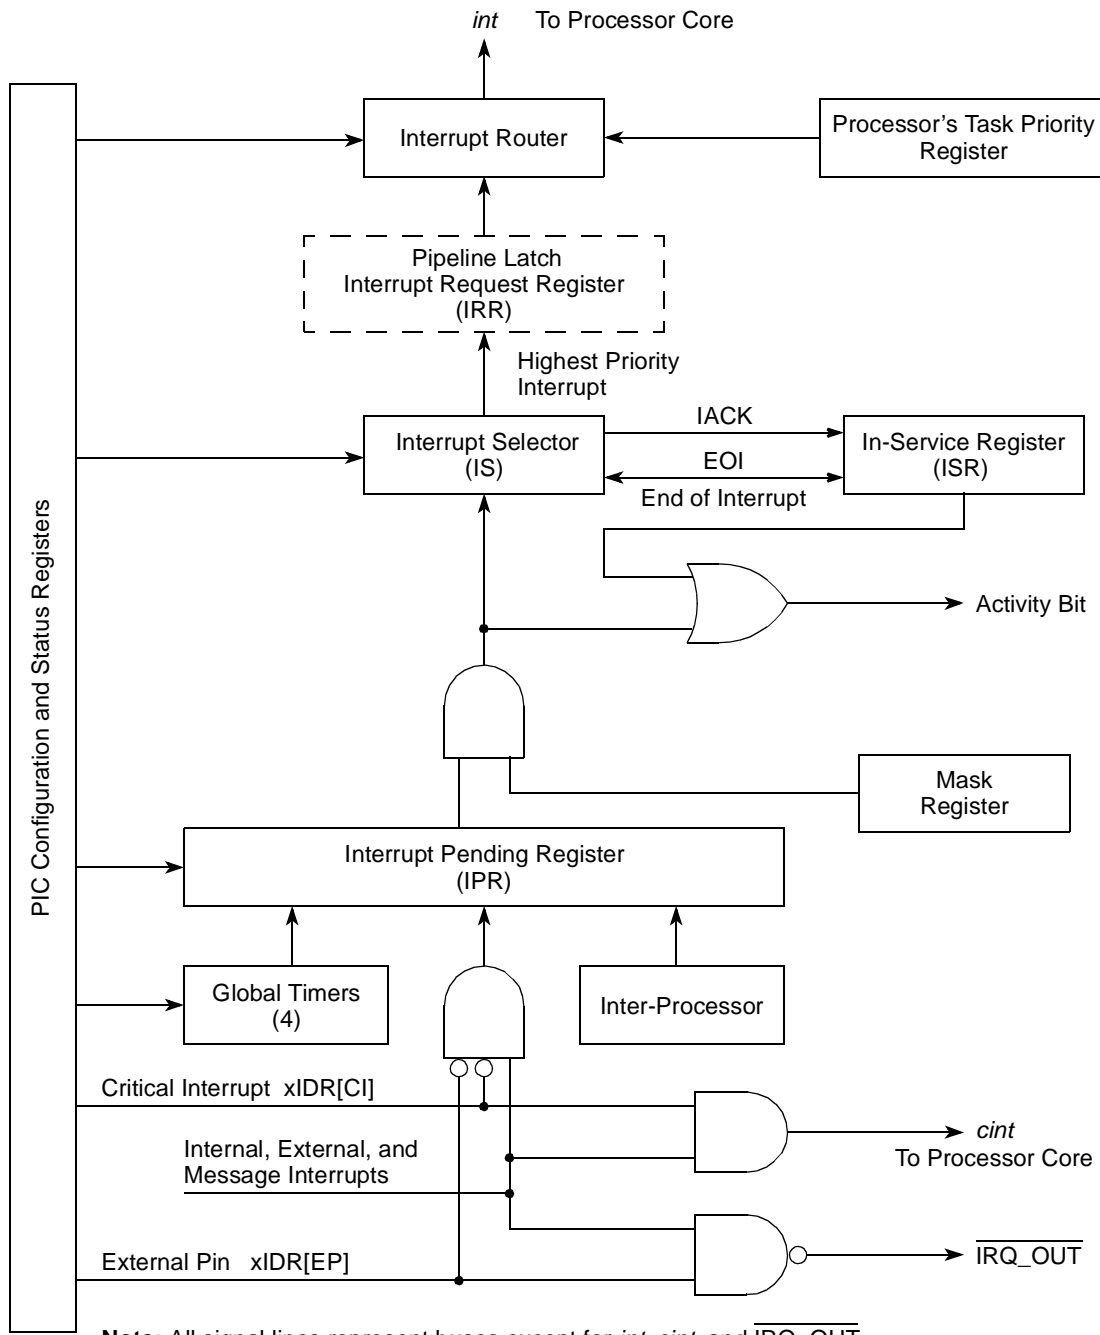 int To Processor Core
Interrupt Router
Processor's Task Priority
Register
Pipeline Latch
Interrupt Request Register
(IRR)
Highest Priority
Interrupt
Interrupt Selector
(IS)
IACK
EOI
End of Interrupt
In-Service Register
(ISR)
Activity Bit
PIC Configuration and Status Registers
Mask
Register
Interrupt Pending Register
(IPR)
Global Timers
(4)
Inter-Processor
Critical Interrupt xIDR[CI]
cint
To Processor Core
Internal, External, and
Message Interrupts
External Pin xIDR[EP]
IRQ_OUT
Note: All signal lines represent buses except for int, cint, and IRQ_OUT